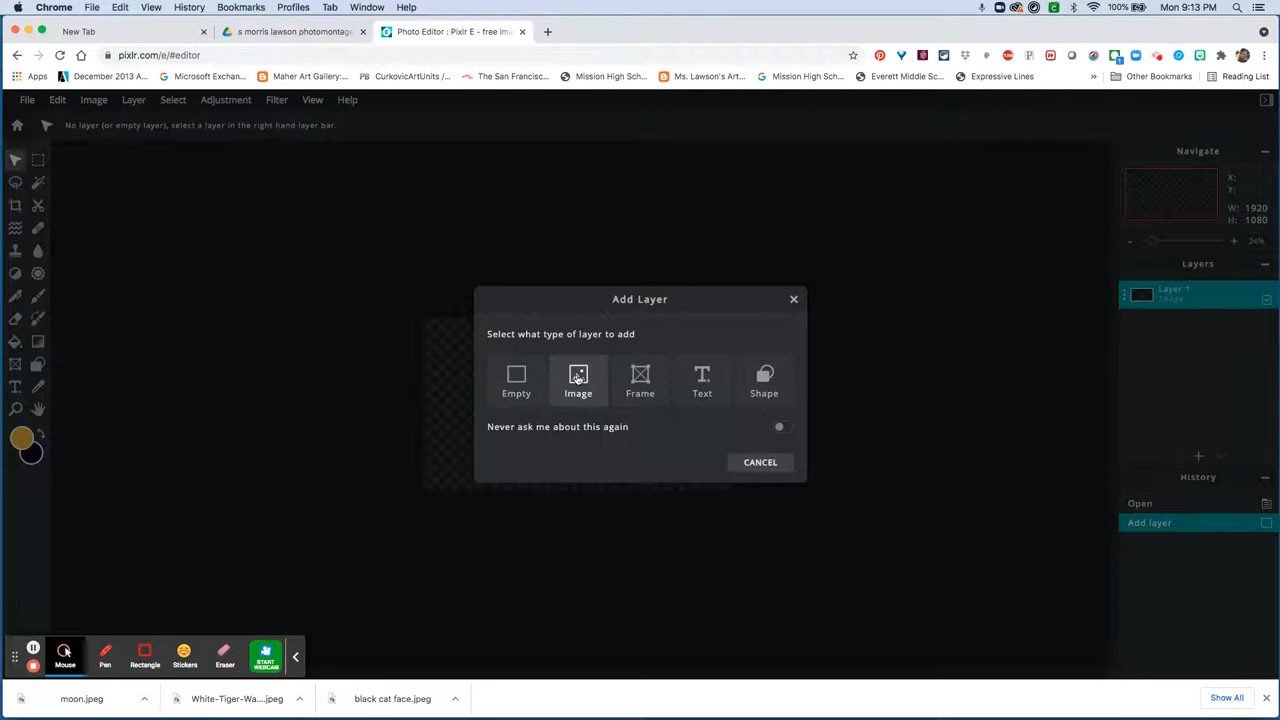 Chrome File Edit View History Bookmarks Profiles Tab Window Help 100% Mon 9:13 PM
New Tab s morris lawson photomontage Photo Editor : Pixlr E - free ima
pixlr.com/e/#editor
Apps December 2013 A... Microsoft Exchan... Maher Art Gallery:... CurkovicArtUnits /... The San Francisc... Mission High Sch... Ms. Lawson's Art... Mission High Sch... Everett Middle Sc... Expressive Lines » Other Bookmarks Reading List
File Edit Image Layer Select Adjustment Filter View Help
No layer (or empty layer), select a layer in the right hand layer bar.
Navigate
X:
Y:
W: 1920
H: 1080
- + 24%
Layers
Layer 1
Image
Add Layer
Select what type of layer to add
Empty Image Frame Text Shape
Never ask me about this again
CANCEL
History
Open
Add layer
Mouse Pen Rectangle Stickers Eraser START WEBCAM
moon.jpeg White-Tiger-Wa....jpeg black cat face.jpeg Show All